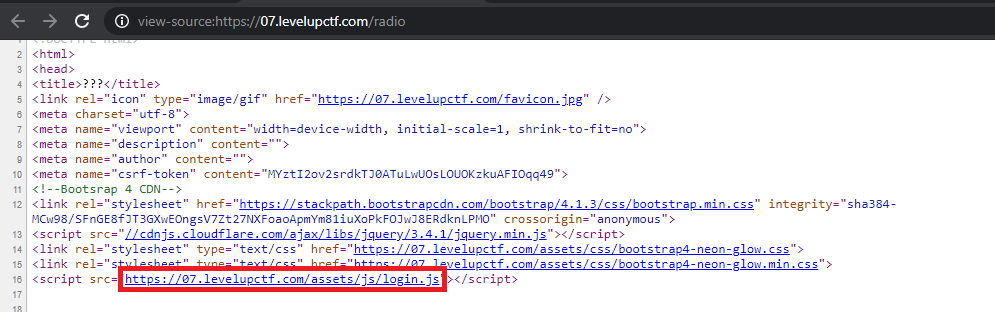 view-source:https://07.levelupctf.com/radio
1 <!DOCTYPE html>
2 <html>
3 <head>
4 <title>???</title>
5 <link rel="icon" type="image/gif" href="https://07.levelupctf.com/favicon.jpg" />
6 <meta charset="utf-8">
7 <meta name="viewport" content="width=device-width, initial-scale=1, shrink-to-fit=no">
8 <meta name="description" content="">
9 <meta name="author" content="">
10 <meta name="csrf-token" content="MYztI2ov2srdkTJ0ATuLwUOsLOUOKzkuAFIOqq49">
11 <!--Bootsrap 4 CDN-->
12 <link rel="stylesheet" href="https://stackpath.bootstrapcdn.com/bootstrap/4.1.3/css/bootstrap.min.css" integrity="sha384-
MCw98/SFnGE8fJT3GXwEOngsV7Zt27NXFoaoApmYm81iuXoPkFOJwJ8ERdknLPMO" crossorigin="anonymous">
13 <script src="//cdnjs.cloudflare.com/ajax/libs/jquery/3.4.1/jquery.min.js"></script>
14 <link rel="stylesheet" type="text/css" href="https://07.levelupctf.com/assets/css/bootstrap4-neon-glow.css">
15 <link rel="stylesheet" type="text/css" href="https://07.levelupctf.com/assets/css/bootstrap4-neon-glow.min.css">
16 <script src="https://07.levelupctf.com/assets/js/login.js"></script>
17
18